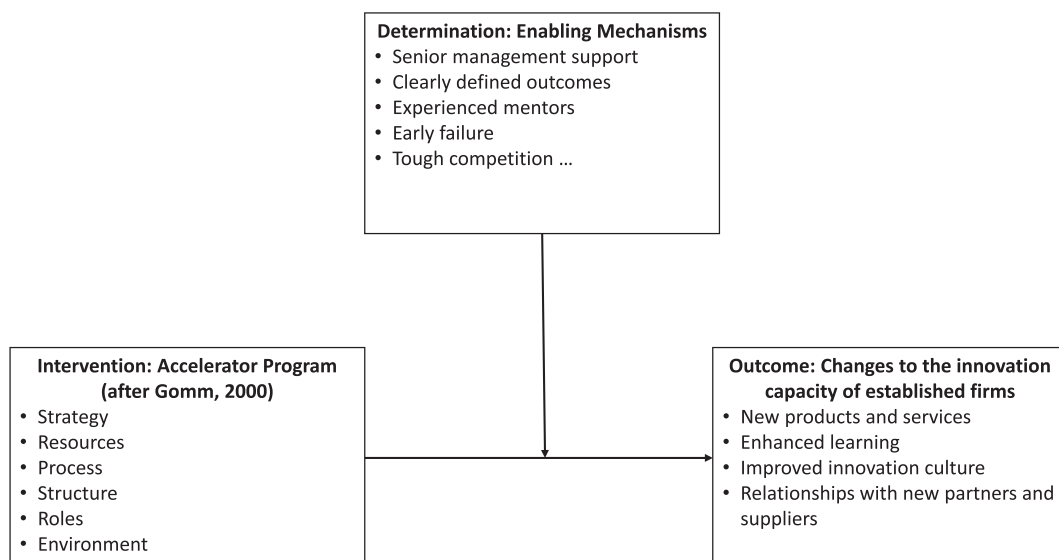 Determination: Enabling Mechanisms
• Senior management support
• Clearly defined outcomes
• Experienced mentors
• Early failure
• Tough competition ...
Intervention: Accelerator Program
(after Gomm, 2000)
• Strategy
• Resources
• Process
• Structure
• Roles
• Environment
Outcome: Changes to the innovation
capacity of established firms
• New products and services
• Enhanced learning
• Improved innovation culture
• Relationships with new partners and
suppliers